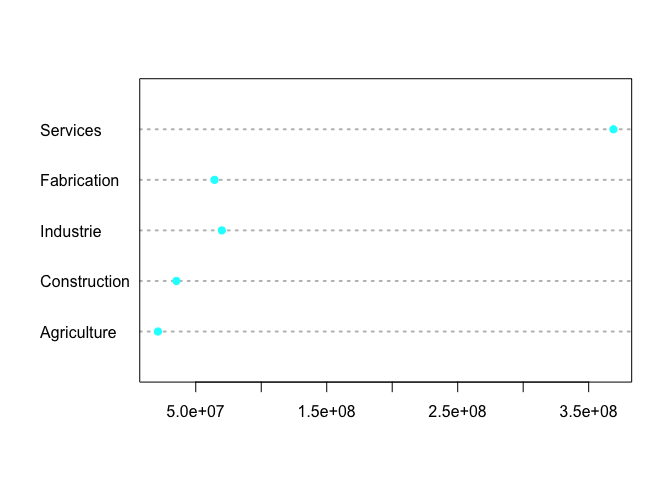 Services
Fabrication
Industrie
Construction
Agriculture
5.0e+07 1.5e+08 2.5e+08 3.5e+08